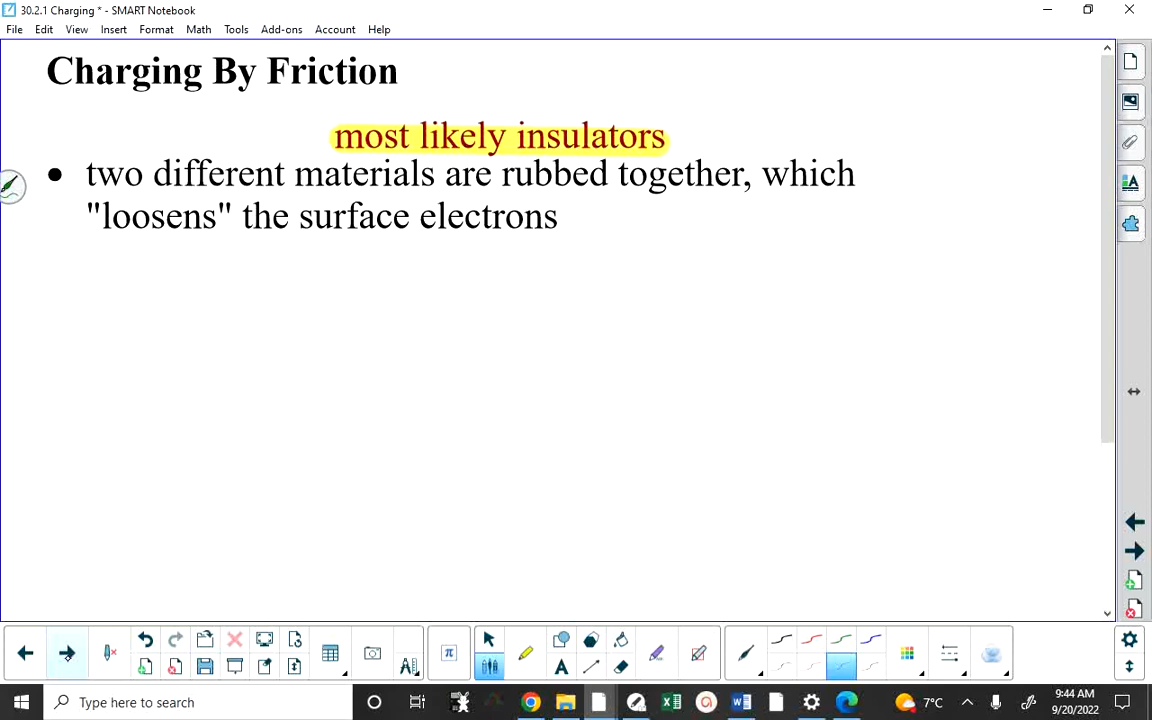 30.2.1 Charging * - SMART Notebook
File Edit View Insert Format Math Tools Add-ons Account Help
Charging By Friction
most likely insulators
• two different materials are rubbed together, which
"loosens" the surface electrons
Type here to search
7°C
9:44 AM
9/20/2022